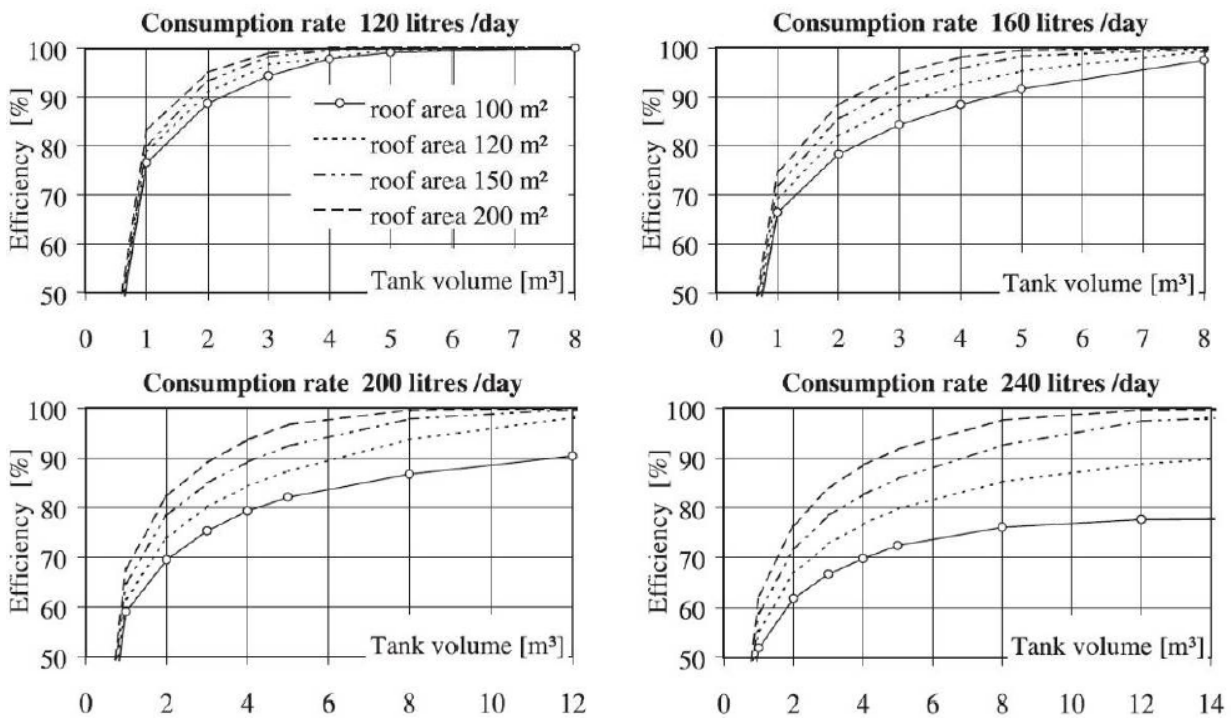 Consumption rate 120 litres /day
100
90
80
70
60
50
Efficiency [%]
roof area 100 m²
roof area 120 m²
roof area 150 m²
roof area 200 m²
Tank volume [m³]
0 1 2 3 4 5 6 7 8
Consumption rate 160 litres /day
100
90
80
70
60
50
Efficiency [%]
Tank volume [m³]
0 1 2 3 4 5 6 7 8
Consumption rate 200 litres /day
100
90
80
70
60
50
Efficiency [%]
Tank volume [m³]
0 2 4 6 8 10 12
Consumption rate 240 litres /day
100
90
80
70
60
50
Efficiency [%]
Tank volume [m³]
0 2 4 6 8 10 12 14